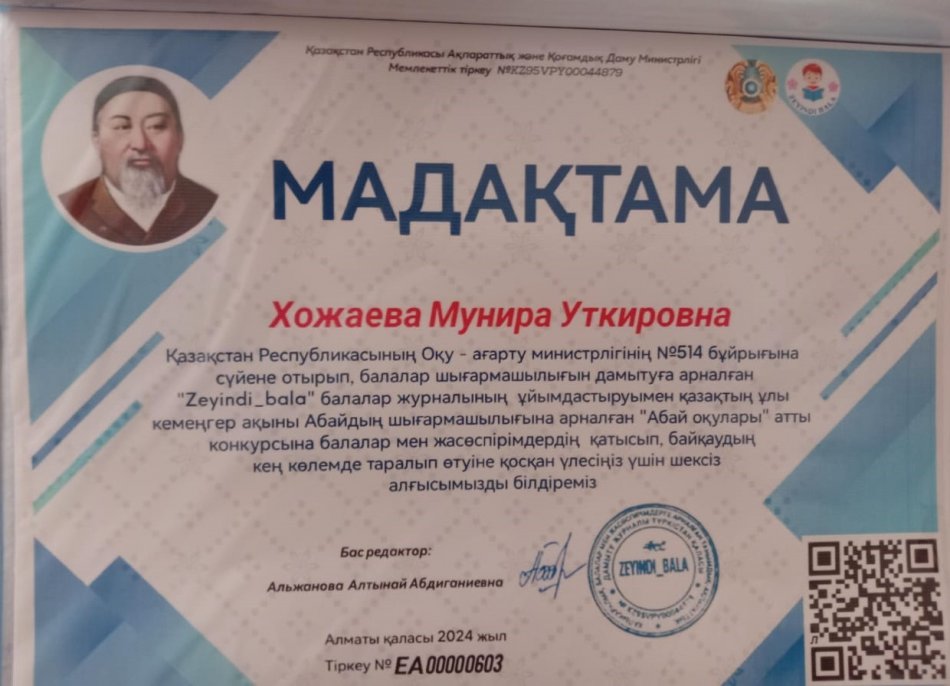 Қазақстан Республикасы Ақпараттық және Қоғамдық Даму Министрлігі
Мемлекеттік тіркеу №KZ95VPY00044879
ZEYINDI BALA
МАДАҚТАМА
Хожаева Мунира Уткировна
Қазақстан Республикасының Оқу - ағарту министрлігінің №514 бұйрығына
сүйене отырып, балалар шығармашылығын дамытуға арналған
"Zeyindi_bala" балалар журналының ұйымдастыруымен қазақтың ұлы
кемеңгер ақыны Абайдың шығармашылығына арналған "Абай оқулары" атты
конкурсына балалар мен жасөспірімдердің қатысып, байқаудың
кең көлемде таралып өтуіне қосқан үлесіңіз үшін шексіз
алғысымызды білдіреміз
Бас редактор:
Альжанова Алтынай Абдиганиевна
ZEYINDI_BALA
Алматы қаласы 2024 жыл
Тіркеу № EA00000603